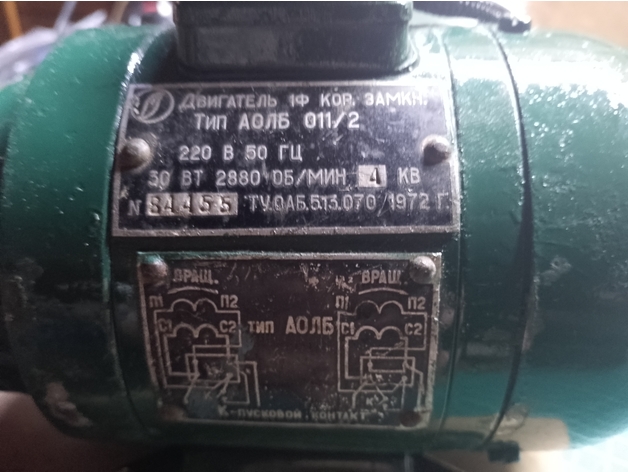 ДВИГАТЕЛЬ 1Ф КОР. ЗАМКН.
ТИП АОЛБ 011/2
220 В 50 ГЦ
30 ВТ 2880 ОБ/МИН 4 КВ
N 84455 ТУ.ОАБ.513.070/1972 Г.
ВРАЩ. ВРАЩ.
П1 П2 П1 П2
С1 С2 ТИП АОЛБ С1 С2
К К
К-ПУСКОВОЙ КОНТАКТ